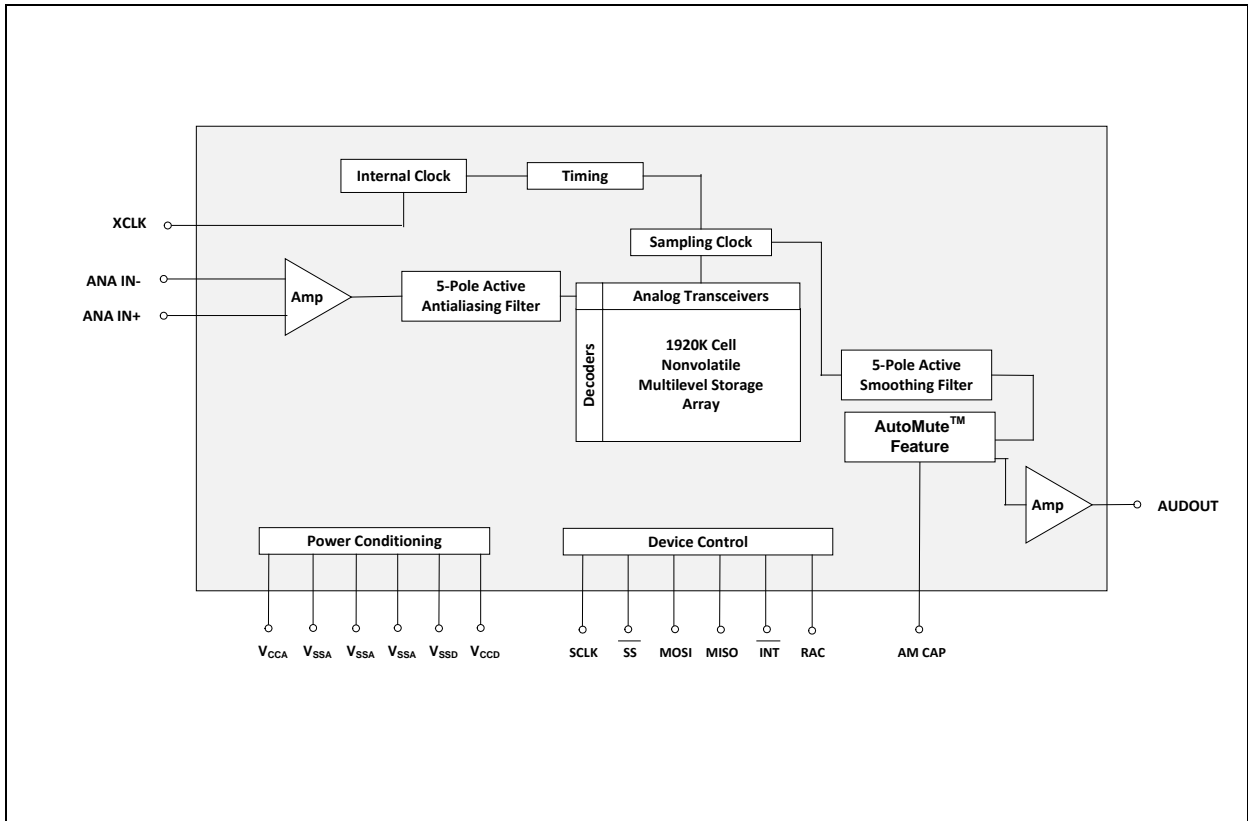 Internal Clock
Timing
XCLK
Sampling Clock
ANA IN-
ANA IN+
Amp
5-Pole Active
Antialiasing Filter
Analog Transceivers
Decoders
1920K Cell
Nonvolatile
Multilevel Storage
Array
5-Pole Active
Smoothing Filter
AutoMute™
Feature
Amp
AUDOUT
Power Conditioning
Device Control
VCCA VSSA VSSA VSSA VSSD VCCD
SCLK SS MOSI MISO INT RAC
AM CAP